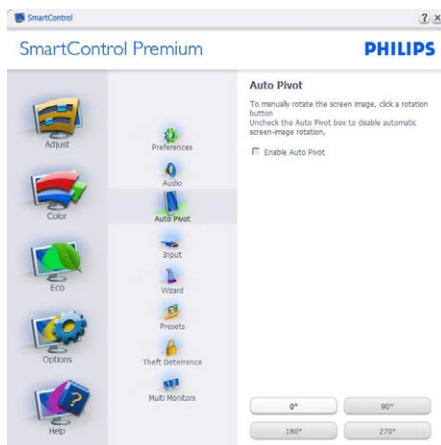 SmartControl
SmartControl Premium
PHILIPS
Adjust
Color
Eco
Options
Help
Preferences
Audio
Auto Pivot
Input
Wizard
Presets
Theft Deterrence
Multi Monitors
Auto Pivot
To manually rotate the screen image, click a rotation
button
Uncheck the Auto Pivot box to disable automatic
screen-image rotation.
Enable Auto Pivot
0° 90°
180° 270°